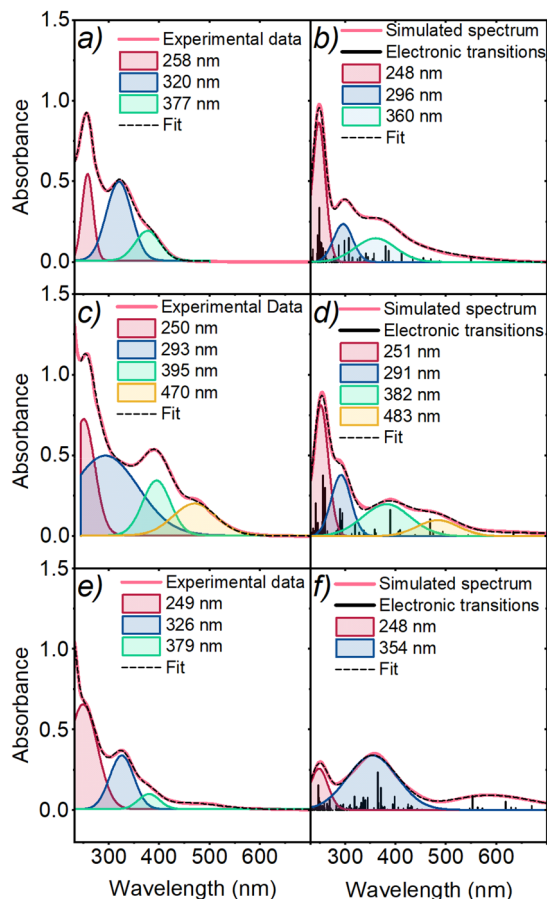 a)
Experimental data
258 nm
320 nm
377 nm
Fit
b)
Simulated spectrum
Electronic transitions
248 nm
296 nm
360 nm
Fit
Absorbance
1.5
1.0
0.5
0.0
c)
Experimental Data
250 nm
293 nm
395 nm
470 nm
Fit
d)
Simulated spectrum
Electronic transitions
251 nm
291 nm
382 nm
483 nm
Fit
Absorbance
1.5
1.0
0.5
0.0
e)
Experimental data
249 nm
326 nm
379 nm
Fit
f)
Simulated spectrum
Electronic transitions
248 nm
354 nm
Fit
Absorbance
1.5
1.0
0.5
0.0
300 400 500 600
300 400 500 600
Wavelength (nm)
Wavelength (nm)